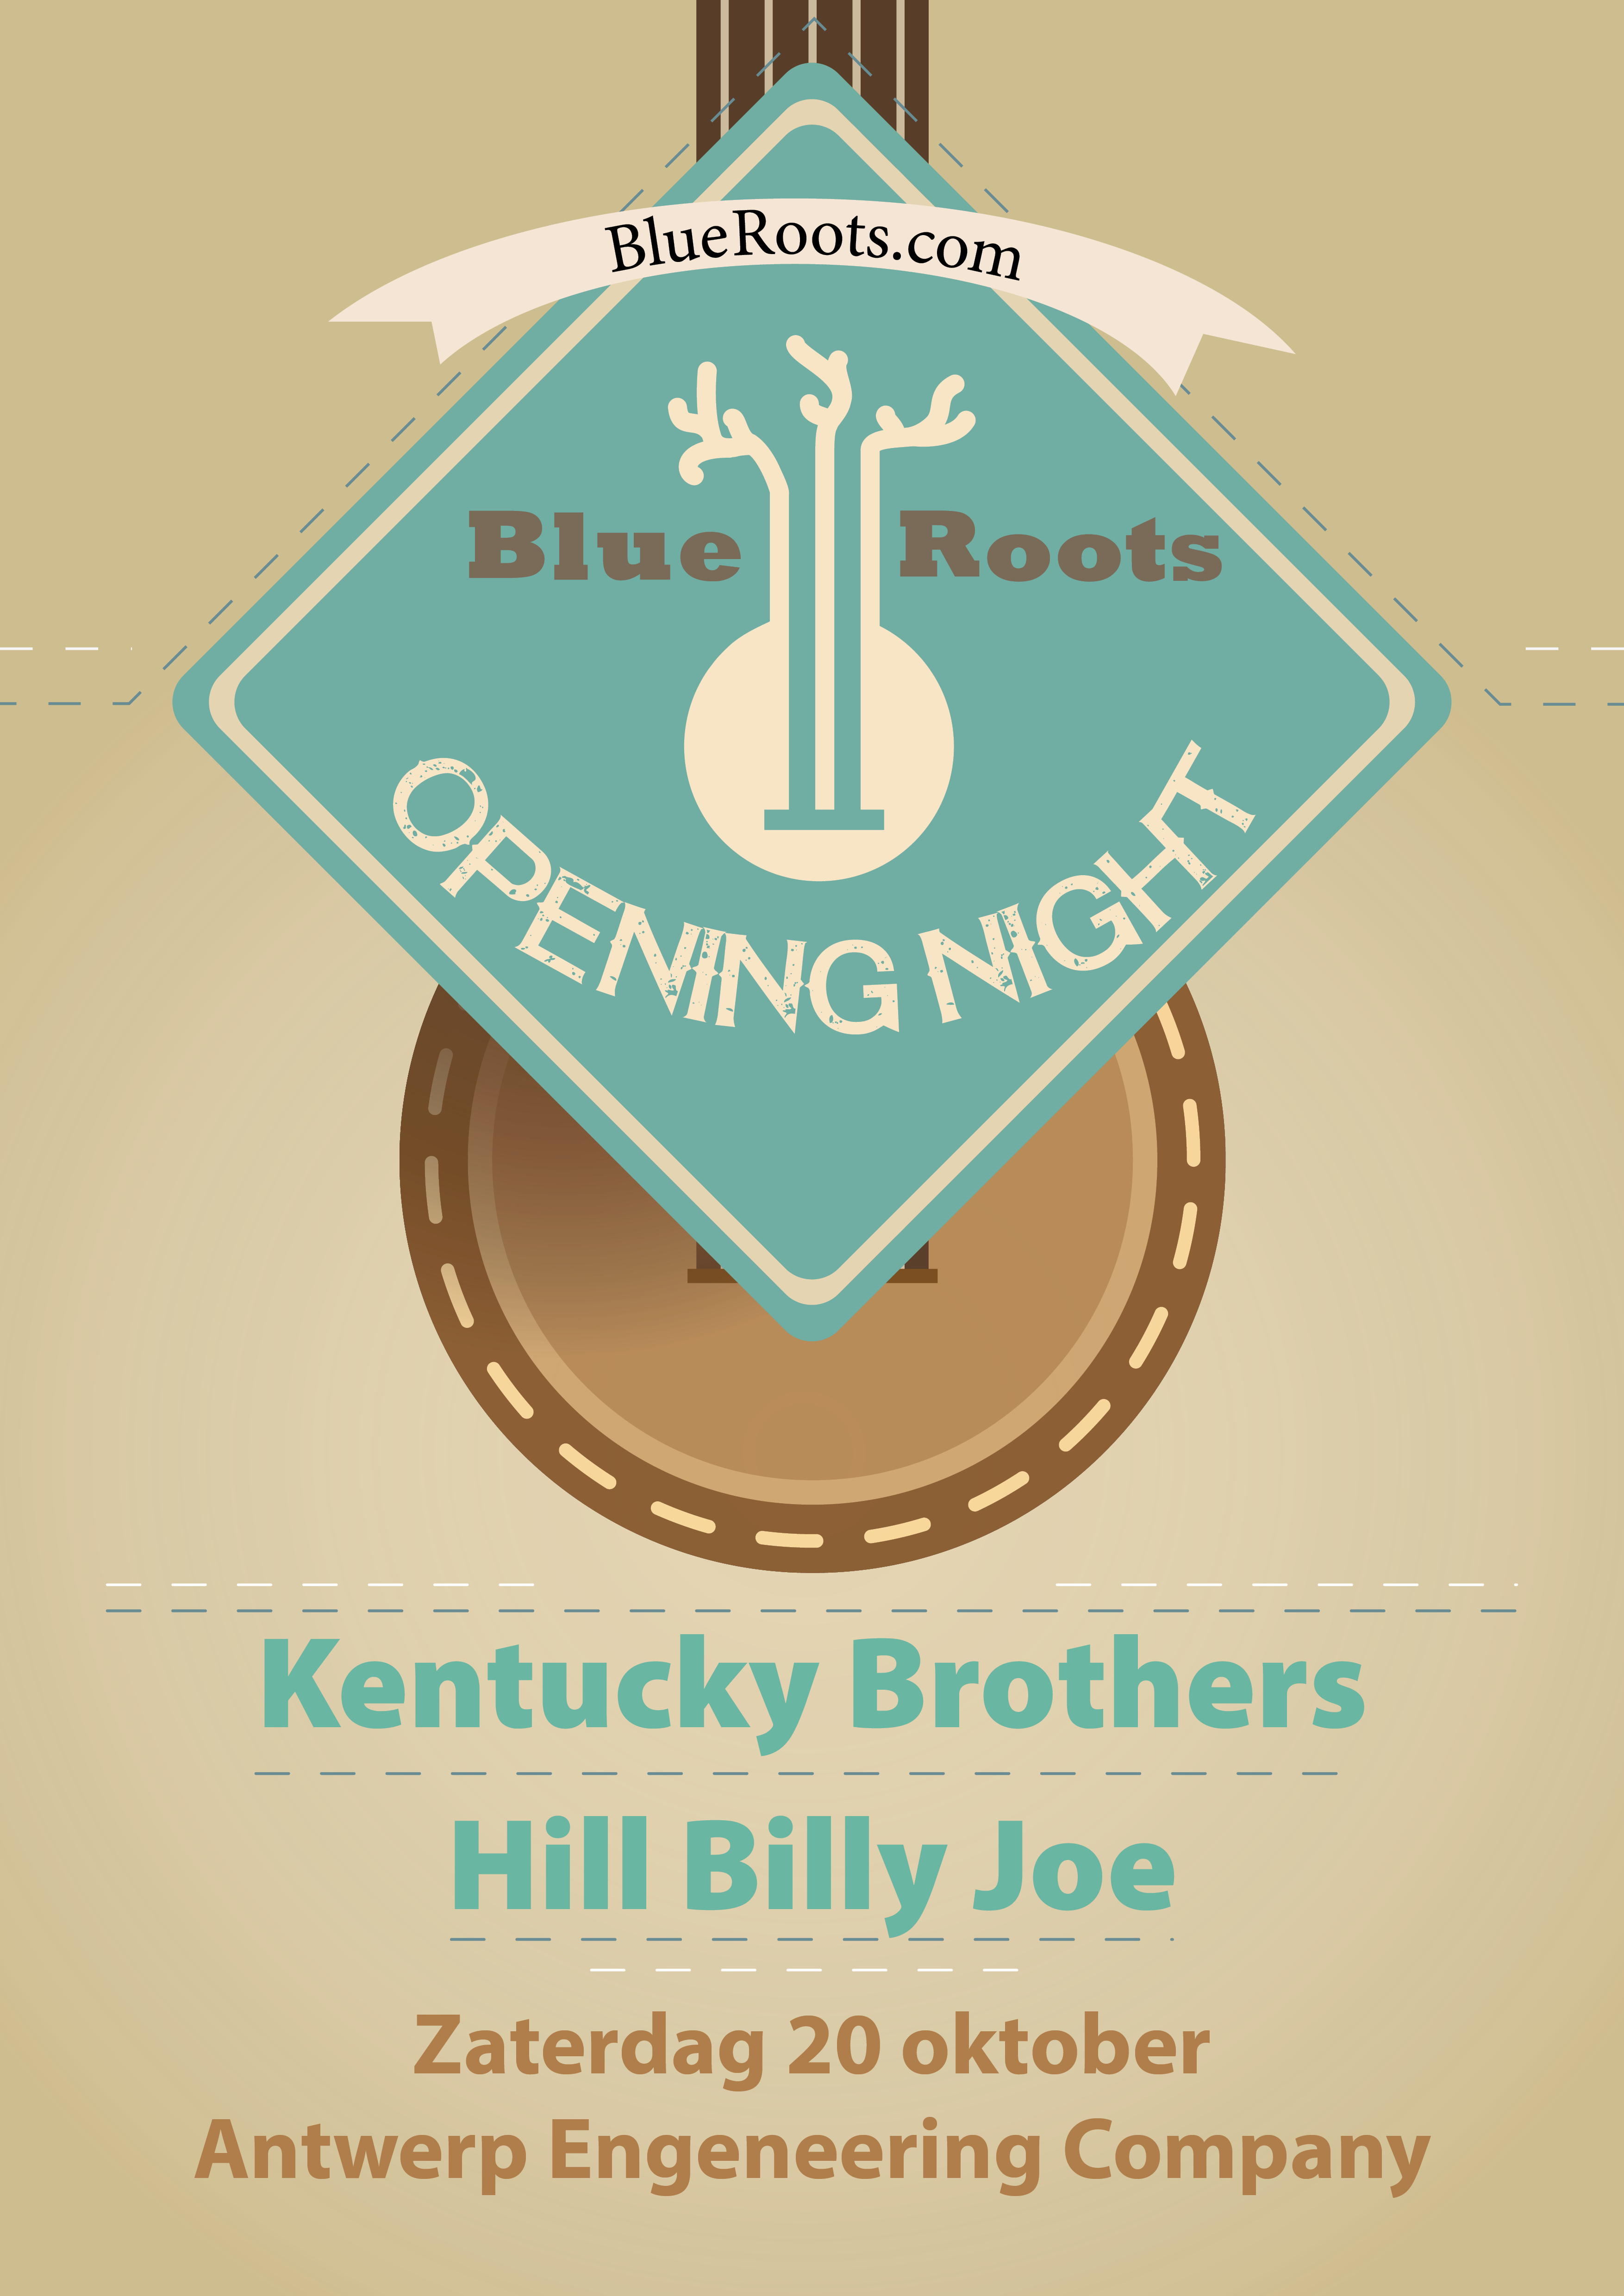 BlueRoots.com
Blue Roots
OPENING NIGHT
Kentucky Brothers
Hill Billy Joe
Zaterdag 20 oktober
Antwerp Engeneering Company